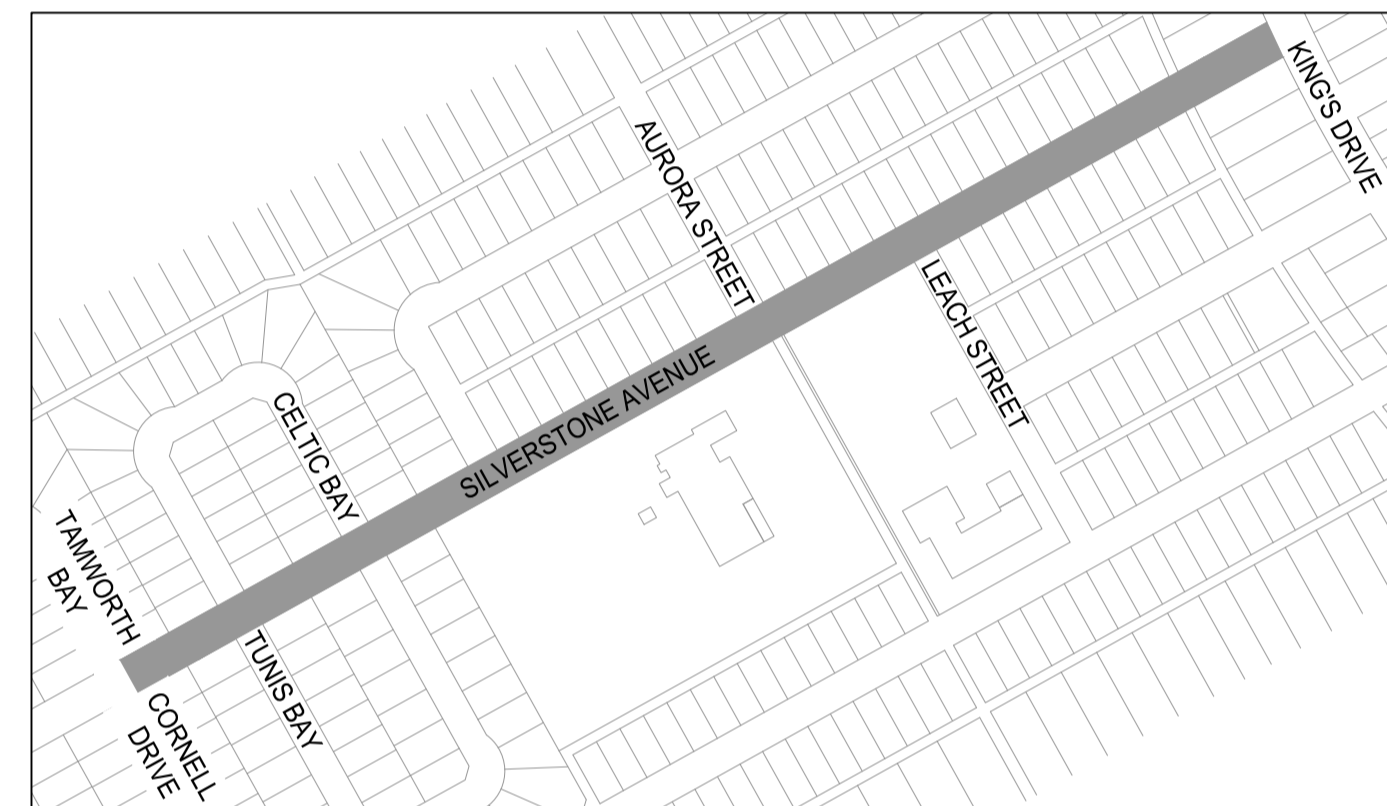 KING'S DRIVE
AURORA STREET
LEACH STREET
SILVERSTONE AVENUE
CELTIC BAY
TAMWORTH
BAY
TUNIS BAY
CORNELL
DRIVE